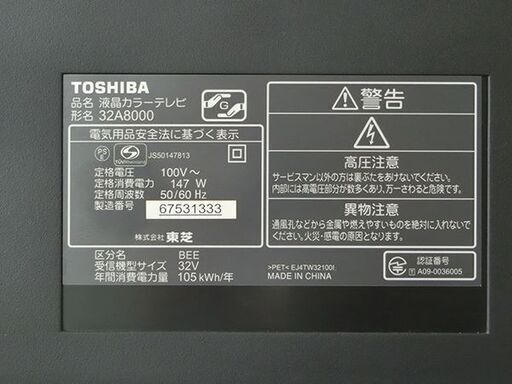 TOSHIBA
品名 液晶カラーテレビ
形名 32A8000
G
電気用品安全法に基づく表示
PS
E
TÜVRheinland
JS50147813
定格電圧 100V～
定格消費電力 147 W
定格周波数 50/60 Hz
製造番号 67531333
株式会社 東芝
区分名 BEE
受信機型サイズ 32V
年間消費電力量 105 kWh/年
警告
高圧注意
サービスマン以外の方は裏ぶたをあけないでください。
内部には高電圧部分が数多くあり、万一さわると危険です。
異物注意
通風孔などから金属や燃えやすいものを絶対に入れないで
ください。火災・感電の原因となります。
>PET< EJ4TW32100I
MADE IN CHINA
認証番号
T A09-0036005